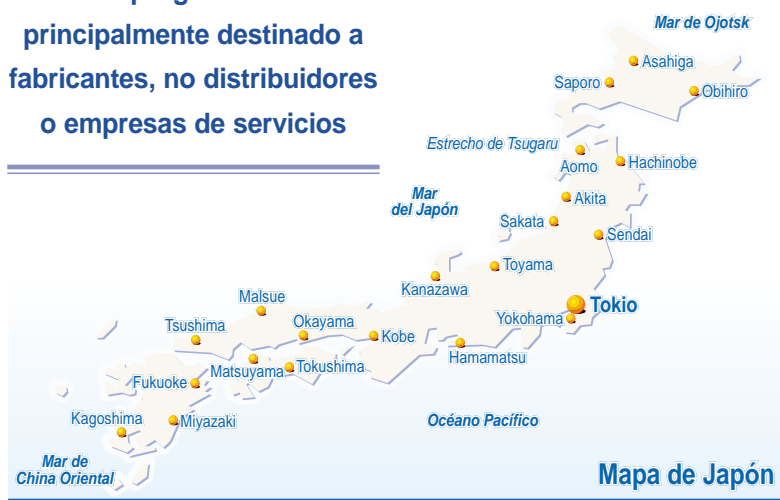 principalmente destinado a
fabricantes, no distribuidores
o empresas de servicios
Mar de Ojotsk
Asahiga
Saporo
Obihiro
Estrecho de Tsugaru
Aomo
Hachinobe
Mar
del Japón
Akita
Sakata
Sendai
Toyama
Kanazawa
Malsue
Tokio
Yokohama
Tsushima
Okayama
Kobe
Hamamatsu
Matsuyama
Tokushima
Fukuoke
Kagoshima
Miyazaki
Océano Pacífico
Mar de
China Oriental
Mapa de Japón